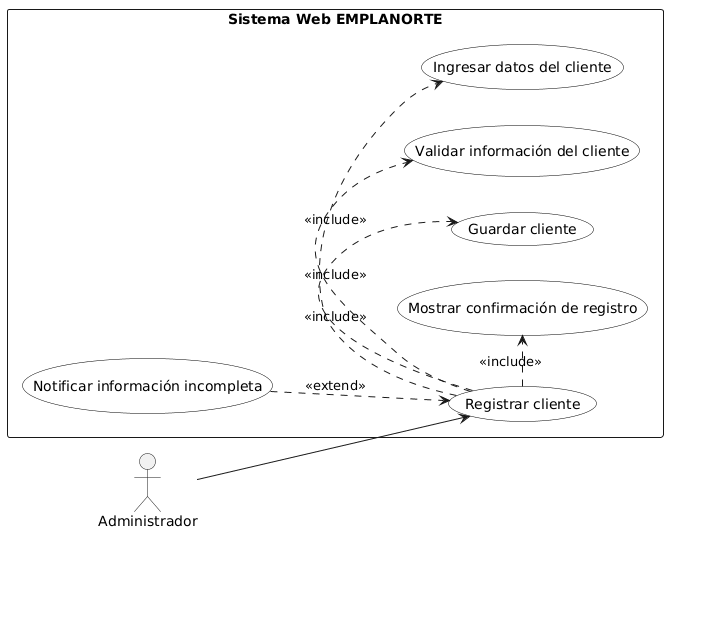 Sistema Web EMPLANORTE
Ingresar datos del cliente
Validar información del cliente
«include»
Guardar cliente
«include»
Mostrar confirmación de registro
«include»
«include»
Notificar información incompleta
«extend»
Registrar cliente
Administrador